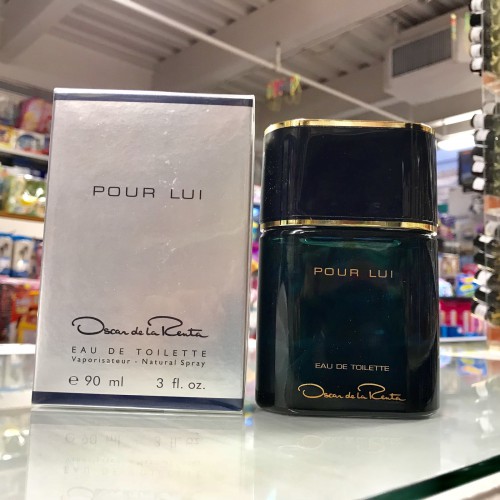 POUR LUI
Oscar de la Renta
EAU DE TOILETTE
Vaporisateur - Natural Spray
℮ 90 ml 3 fl. oz.
POUR LUI
EAU DE TOILETTE
Oscar de la Renta